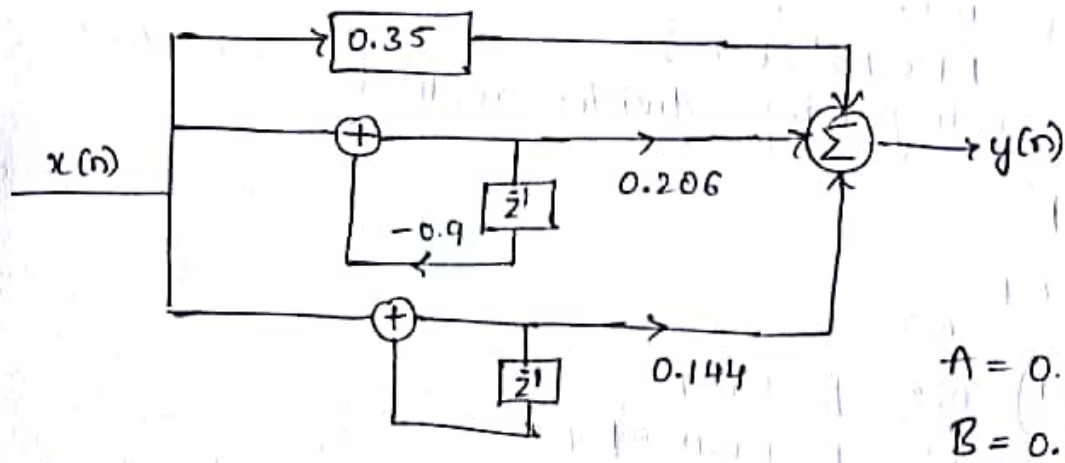 0.35
x(n)
+
Σ
y(n)
0.206
z⁻¹
-0.9
+
z⁻¹
0.144
A = 0.
B = 0.